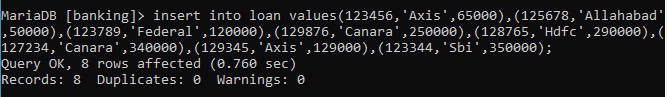 MariaDB [banking]> insert into loan values(123456,'Axis',65000),(125678,'Allahabad'
,50000),(123789,'Federal',120000),(129876,'Canara',250000),(128765,'Hdfc',290000),(
127234,'Canara',340000),(129345,'Axis',129000),(123344,'Sbi',350000);
Query OK, 8 rows affected (0.760 sec)
Records: 8  Duplicates: 0  Warnings: 0